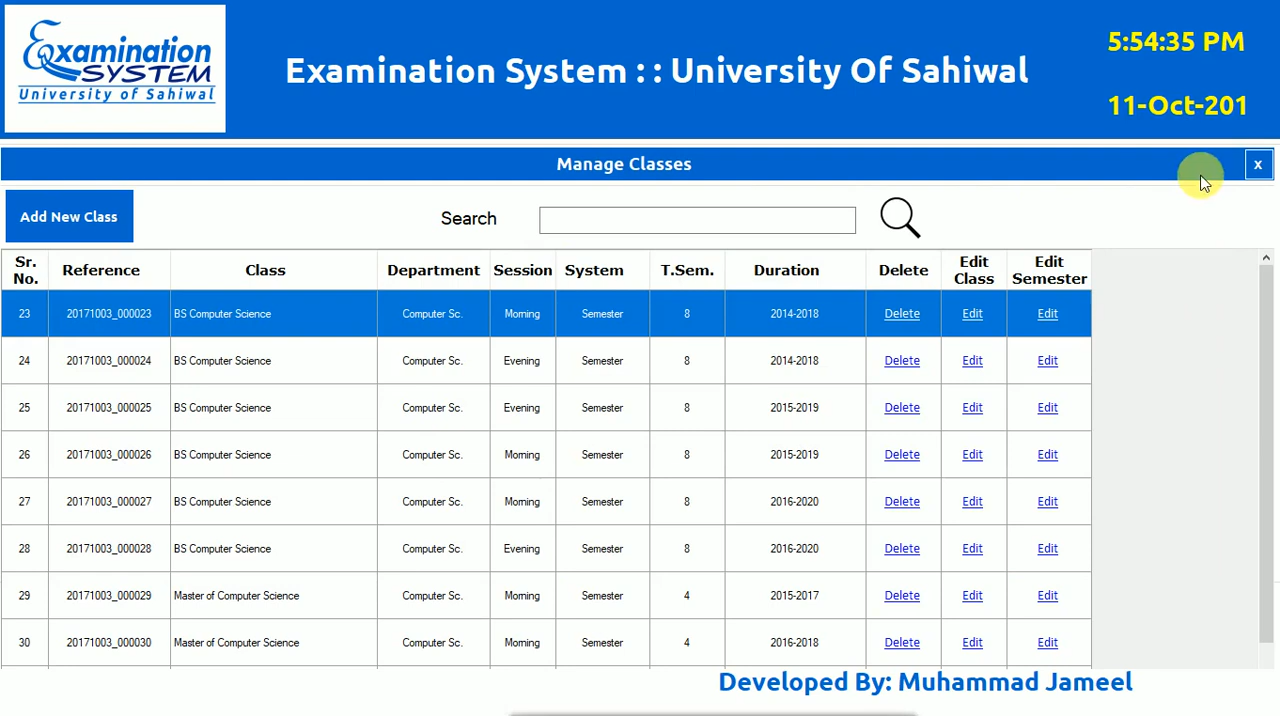 Examination
SYSTEM
University of Sahiwal
Examination System : : University Of Sahiwal
5:54:35 PM
11-Oct-201
Manage Classes
x
Add New Class
Search
Sr. No. Reference Class Department Session System T.Sem. Duration Delete Edit Class Edit Semester
23 20171003_000023 BS Computer Science Computer Sc. Morning Semester 8 2014-2018 Delete Edit Edit
24 20171003_000024 BS Computer Science Computer Sc. Evening Semester 8 2014-2018 Delete Edit Edit
25 20171003_000025 BS Computer Science Computer Sc. Evening Semester 8 2015-2019 Delete Edit Edit
26 20171003_000026 BS Computer Science Computer Sc. Morning Semester 8 2015-2019 Delete Edit Edit
27 20171003_000027 BS Computer Science Computer Sc. Morning Semester 8 2016-2020 Delete Edit Edit
28 20171003_000028 BS Computer Science Computer Sc. Evening Semester 8 2016-2020 Delete Edit Edit
29 20171003_000029 Master of Computer Science Computer Sc. Morning Semester 4 2015-2017 Delete Edit Edit
30 20171003_000030 Master of Computer Science Computer Sc. Morning Semester 4 2016-2018 Delete Edit Edit
Developed By: Muhammad Jameel